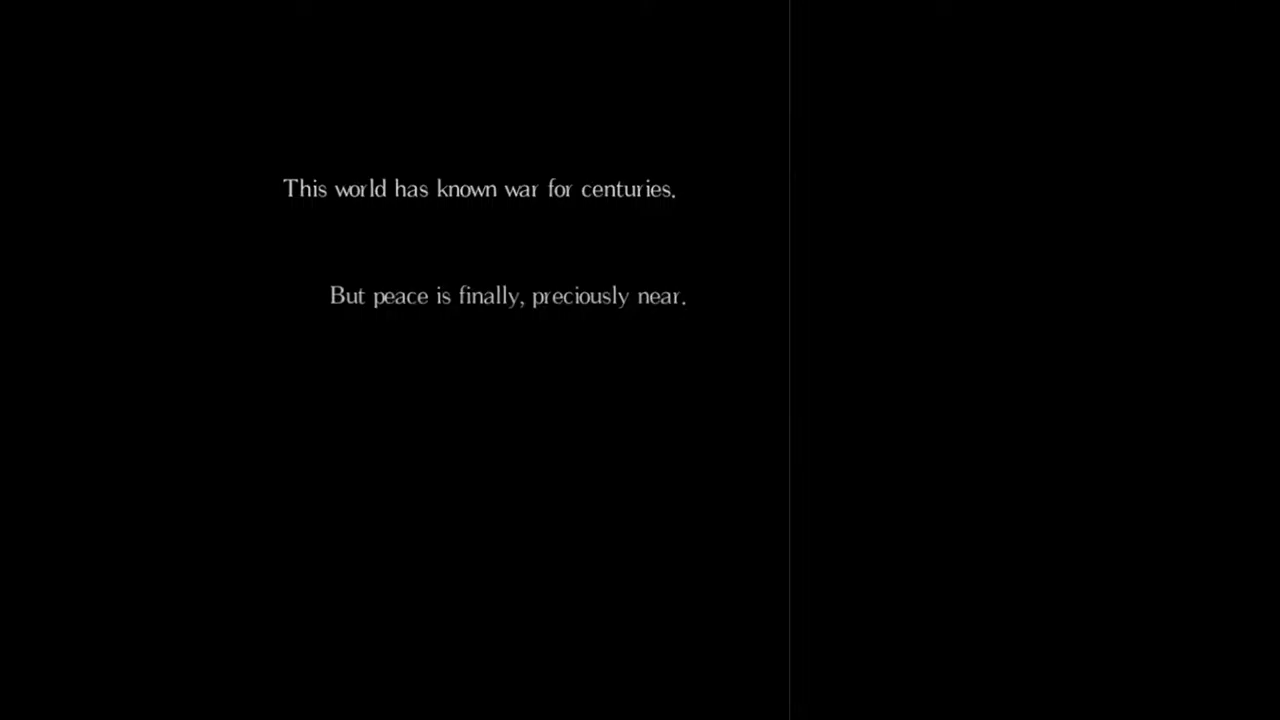 This world has known war for centuries.
But peace is finally, preciously near.